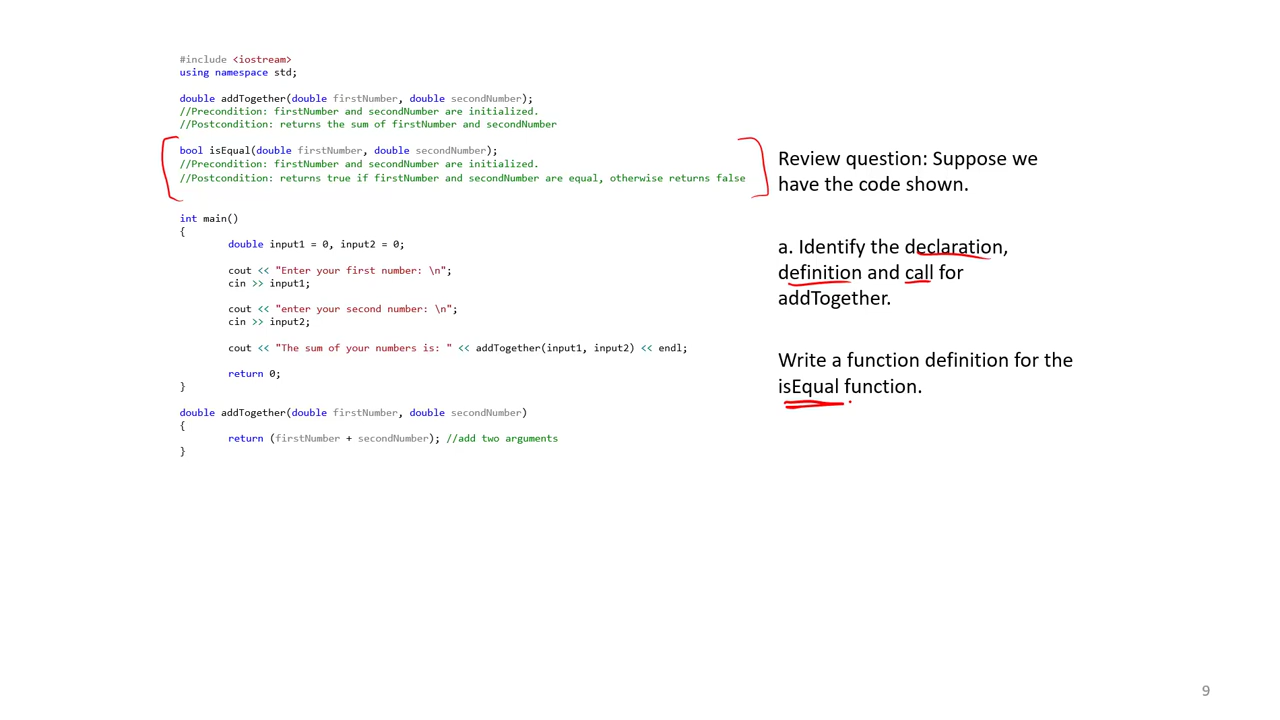 #include <iostream>
using namespace std;
double addTogether(double firstNumber, double secondNumber);
//Precondition: firstNumber and secondNumber are initialized.
//Postcondition: returns the sum of firstNumber and secondNumber
bool isEqual(double firstNumber, double secondNumber);
//Precondition: firstNumber and secondNumber are initialized.
//Postcondition: returns true if firstNumber and secondNumber are equal, otherwise returns false
int main()
{
double input1 = 0, input2 = 0;
cout << "Enter your first number: \n";
cin >> input1;
cout << "enter your second number: \n";
cin >> input2;
cout << "The sum of your numbers is: " << addTogether(input1, input2) << endl;
return 0;
}
double addTogether(double firstNumber, double secondNumber)
{
return (firstNumber + secondNumber); //add two arguments
}
Review question: Suppose we
have the code shown.
a. Identify the declaration,
definition and call for
addTogether.
Write a function definition for the
isEqual function.
9